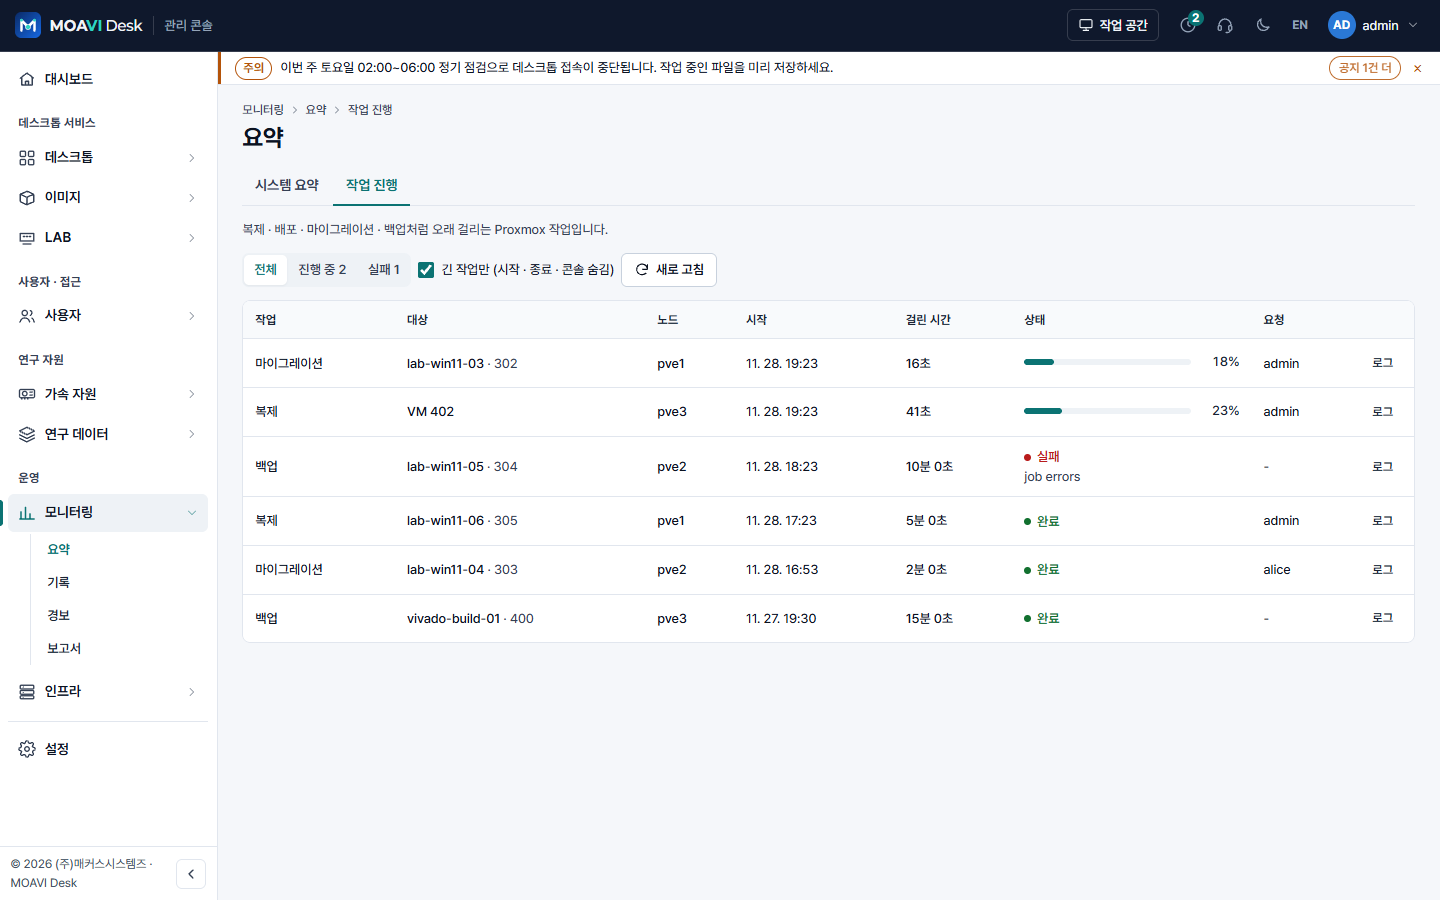 MOAVI Desk 관리 콘솔
작업 공간
2
EN
AD admin
대시보드
데스크톱 서비스
데스크톱
이미지
LAB
사용자 · 접근
사용자
연구 자원
가속 자원
연구 데이터
운영
모니터링
요약
기록
경보
보고서
인프라
설정
© 2026 (주)매커스시스템즈 ·
MOAVI Desk
주의 이번 주 토요일 02:00~06:00 정기 점검으로 데스크톱 접속이 중단됩니다. 작업 중인 파일을 미리 저장하세요. 공지 1건 더 ×
모니터링 > 요약 > 작업 진행
요약
시스템 요약 작업 진행
복제 · 배포 · 마이그레이션 · 백업처럼 오래 걸리는 Proxmox 작업입니다.
전체 진행 중 2 실패 1 긴 작업만 (시작 · 종료 · 콘솔 숨김) 새로 고침
작업 대상 노드 시작 걸린 시간 상태 요청
마이그레이션 lab-win11-03 · 302 pve1 11. 28. 19:23 16초 18% admin 로그
복제 VM 402 pve3 11. 28. 19:23 41초 23% admin 로그
백업 lab-win11-05 · 304 pve2 11. 28. 18:23 10분 0초 실패 - 로그
job errors
복제 lab-win11-06 · 305 pve1 11. 28. 17:23 5분 0초 완료 admin 로그
마이그레이션 lab-win11-04 · 303 pve2 11. 28. 16:53 2분 0초 완료 alice 로그
백업 vivado-build-01 · 400 pve3 11. 27. 19:30 15분 0초 완료 - 로그